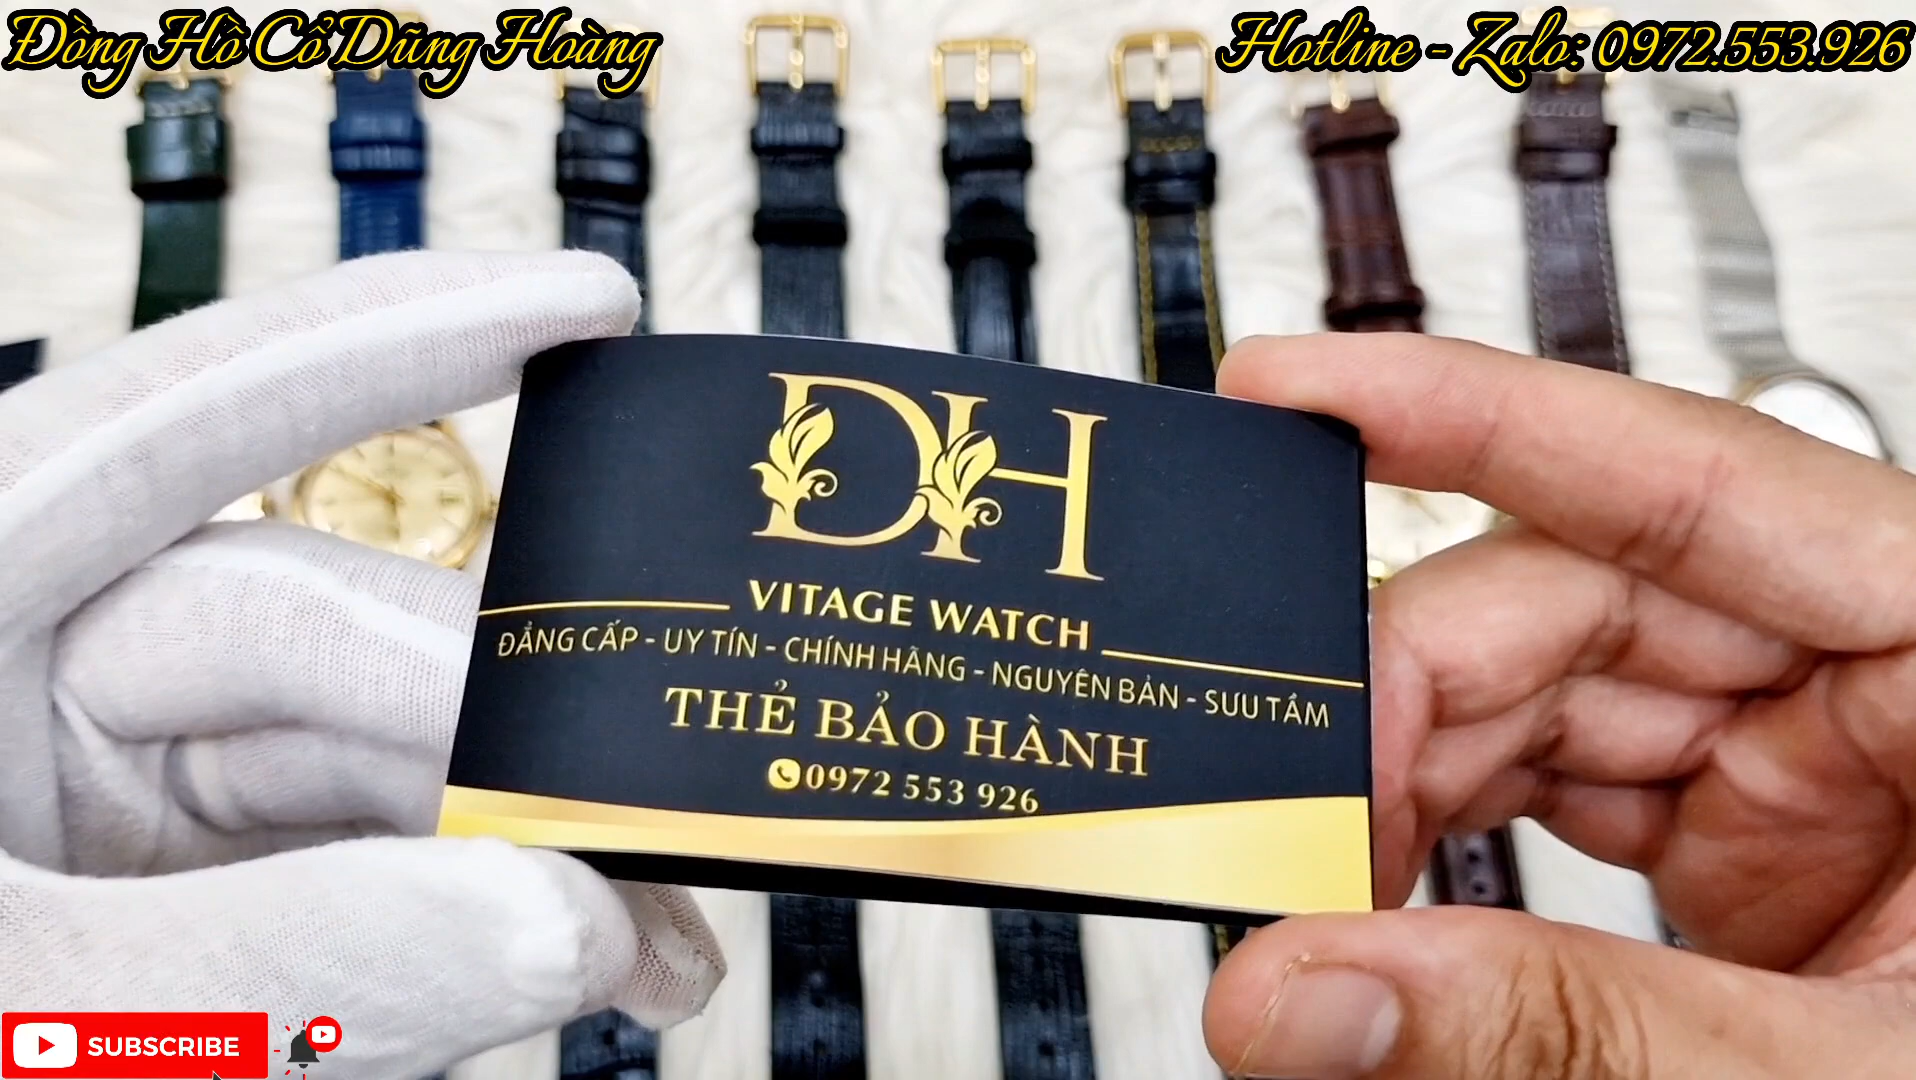 Đồng Hồ Cổ Dũng Hoàng
Hotline - Zalo: 0972.553.926
DH
VITAGE WATCH
ĐẲNG CẤP - UY TÍN - CHÍNH HÃNG - NGUYÊN BẢN - SƯU TẦM
THẺ BẢO HÀNH
0972 553 926
SUBSCRIBE